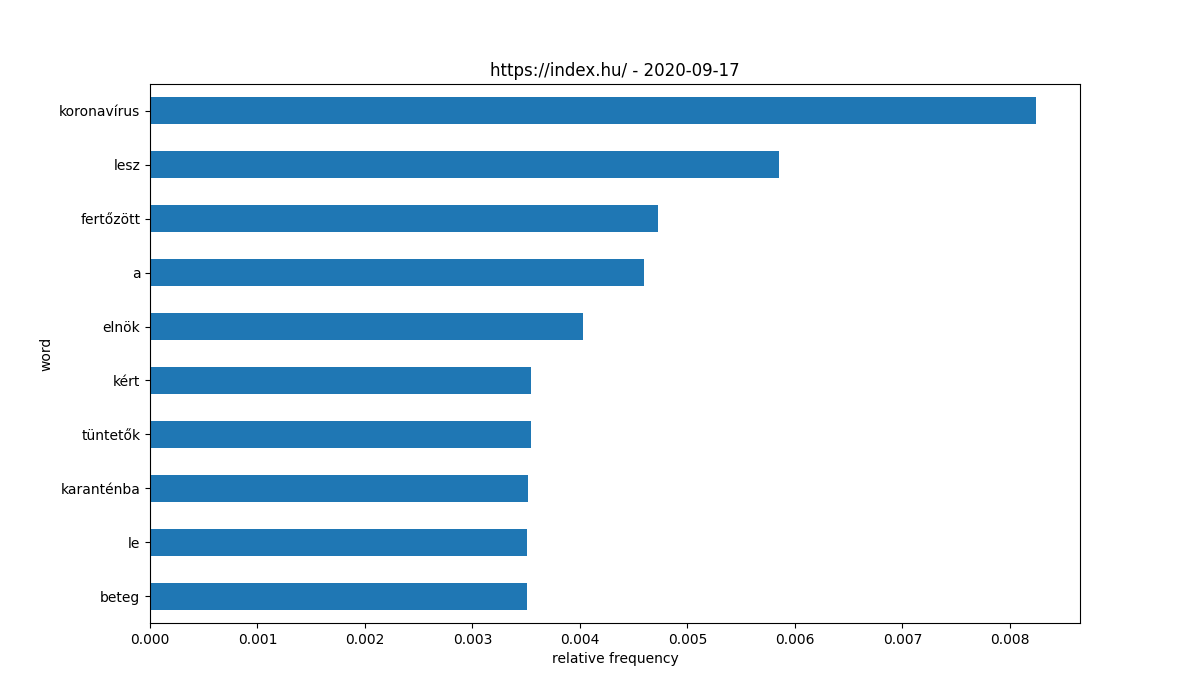 https://index.hu/ - 2020-09-17
koronavírus
lesz
fertőzött
a
elnök
kért
tüntetők
karanténba
le
beteg
word
0.000 0.001 0.002 0.003 0.004 0.005 0.006 0.007 0.008
relative frequency